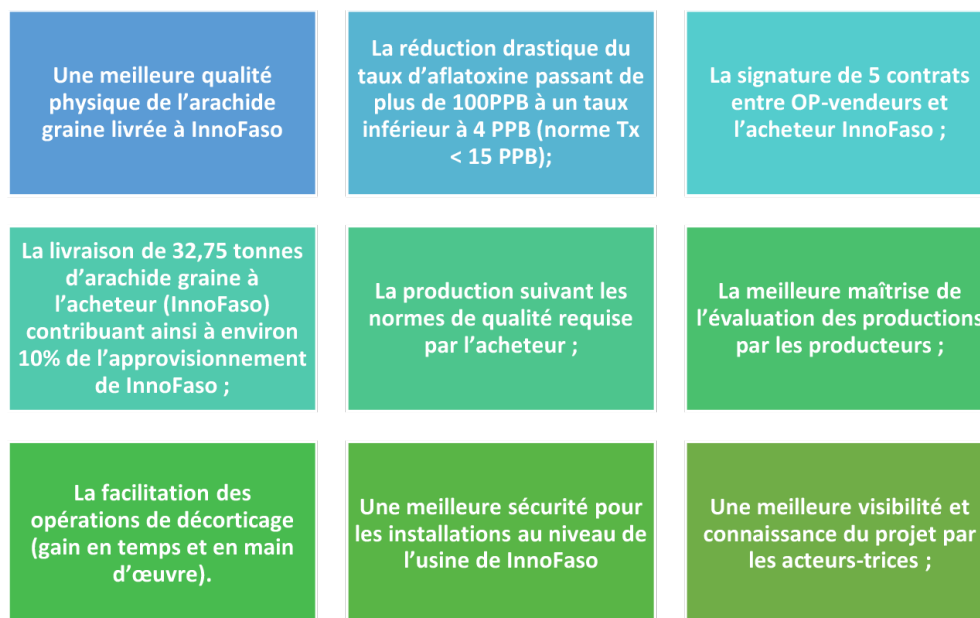 Une meilleure qualité
physique de l’arachide
graine livrée à InnoFaso
La réduction drastique du
taux d’aflatoxine passant de
plus de 100PPB à un taux
inférieur à 4 PPB (norme Tx
< 15 PPB);
La signature de 5 contrats
entre OP-vendeurs et
l’acheteur InnoFaso ;
La livraison de 32,75 tonnes
d’arachide graine à
l’acheteur (InnoFaso)
contribuant ainsi à environ
10% de l’approvisionnement
de InnoFaso ;
La production suivant les
normes de qualité requise
par l’acheteur ;
La meilleure maîtrise de
l’évaluation des productions
par les producteurs ;
La facilitation des
opérations de décorticage
(gain en temps et en main
d’œuvre).
Une meilleure sécurité pour
les installations au niveau de
l’usine de InnoFaso
Une meilleure visibilité et
connaissance du projet par
les acteurs-trices ;